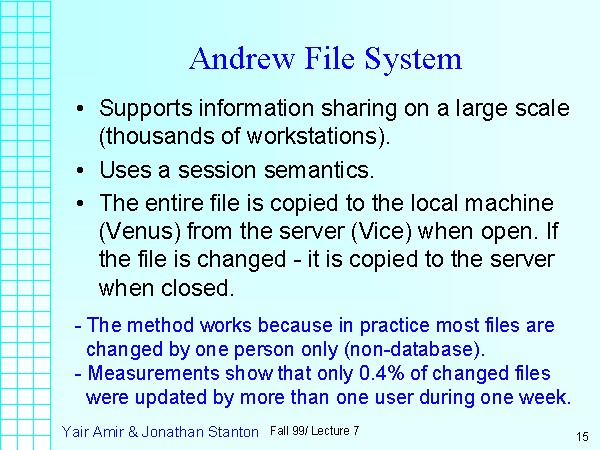 Andrew File System
• Supports information sharing on a large scale
(thousands of workstations).
• Uses a session semantics.
• The entire file is copied to the local machine
(Venus) from the server (Vice) when open. If
the file is changed - it is copied to the server
when closed.
- The method works because in practice most files are
changed by one person only (non-database).
- Measurements show that only 0.4% of changed files
were updated by more than one user during one week.
Yair Amir & Jonathan Stanton Fall 99/ Lecture 7 15